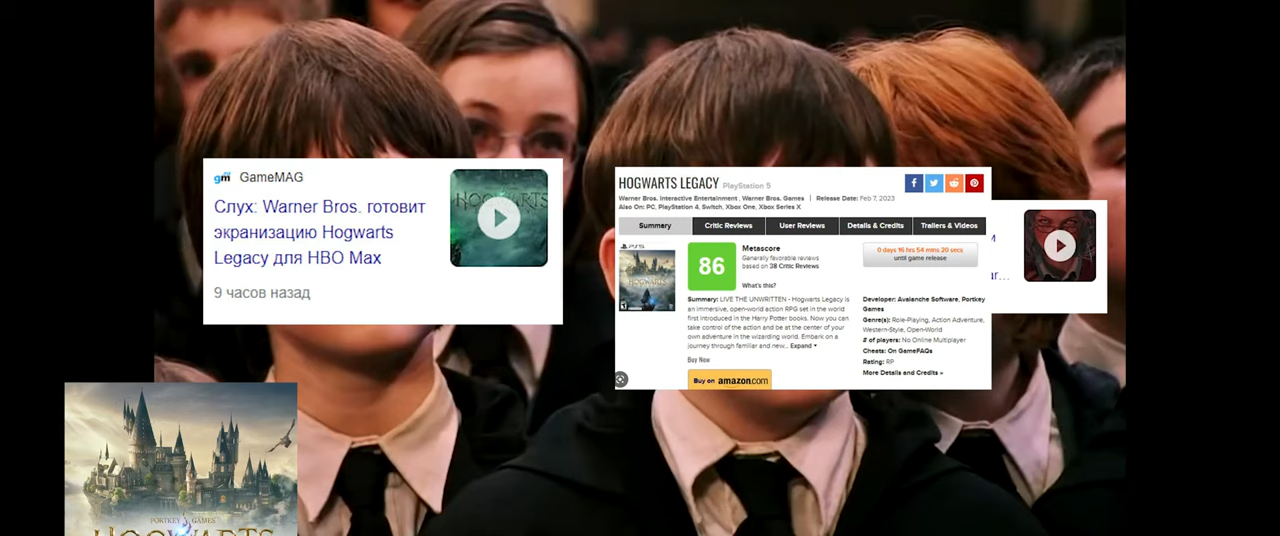 gm GameMAG
Слух: Warner Bros. готовит
экранизацию Hogwarts
Legacy для HBO Max
9 часов назад
HOGWARTS LEGACY PlayStation 5
Warner Bros. Interactive Entertainment , Warner Bros. Games | Release Date: Feb 7, 2023
Also On: PC, PlayStation 4, Switch, Xbox One, Xbox Series X
Summary Critic Reviews User Reviews Details & Credits Trailers & Videos
PS5
86
Metascore
Generally favorable reviews
based on 38 Critic Reviews
What's this?
0 days 16 hrs 54 mins 20 secs
until game release
Summary: LIVE THE UNWRITTEN - Hogwarts Legacy is
an immersive, open-world action RPG set in the world
first introduced in the Harry Potter books. Now you can
take control of the action and be at the center of your
own adventure in the wizarding world. Embark on a
journey through familiar and new... Expand
Buy Now
Buy on amazon.com
Developer: Avalanche Software, Portkey
Games
Genre(s): Role-Playing, Action Adventure,
Western-Style, Open-World
# of players: No Online Multiplayer
Cheats: On GameFAQs
Rating: RP
More Details and Credits »
м
ar...
PORTKEY GAMES
HOGWARTS